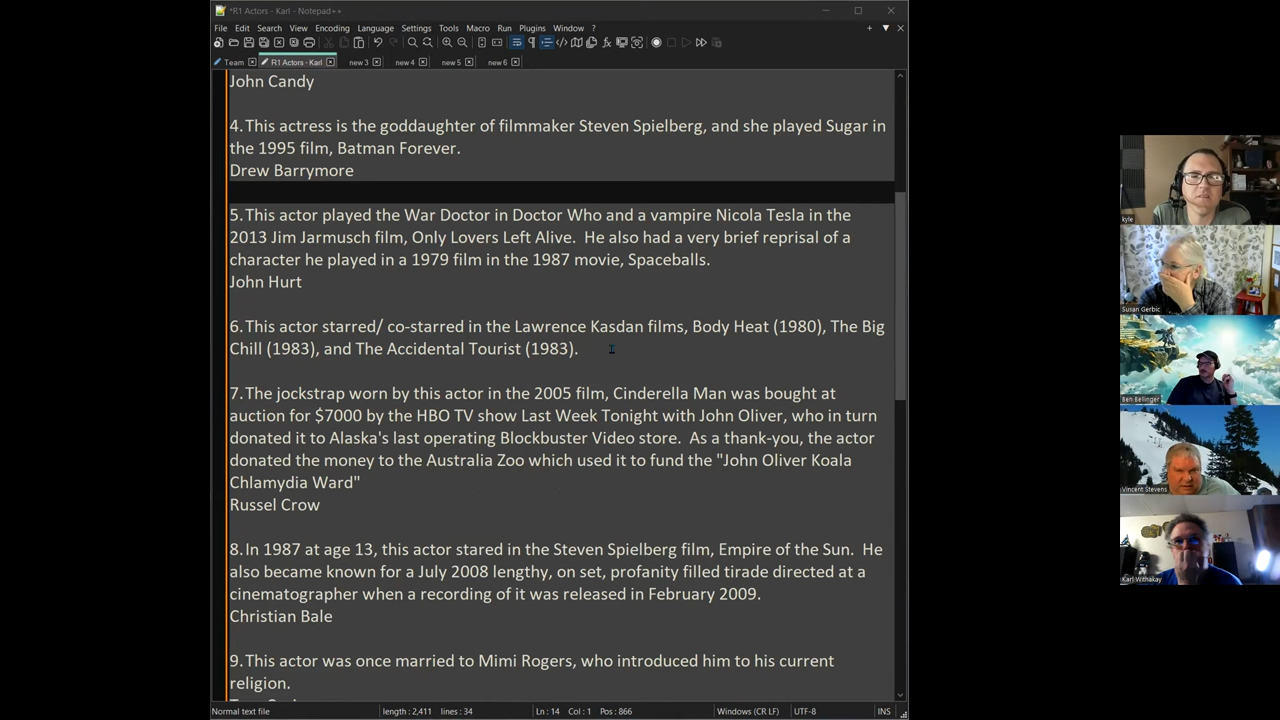 *R1 Actors - Karl - Notepad++
File Edit Search View Encoding Language Settings Tools Macro Run Plugins Window ?
Team R1 Actors - Karl new 3 new 4 new 5 new 6
John Candy
4. This actress is the goddaughter of filmmaker Steven Spielberg, and she played Sugar in
the 1995 film, Batman Forever.
Drew Barrymore
5. This actor played the War Doctor in Doctor Who and a vampire Nicola Tesla in the
2013 Jim Jarmusch film, Only Lovers Left Alive.  He also had a very brief reprisal of a
character he played in a 1979 film in the 1987 movie, Spaceballs.
John Hurt
6. This actor starred/ co-starred in the Lawrence Kasdan films, Body Heat (1980), The Big
Chill (1983), and The Accidental Tourist (1983).
7. The jockstrap worn by this actor in the 2005 film, Cinderella Man was bought at
auction for $7000 by the HBO TV show Last Week Tonight with John Oliver, who in turn
donated it to Alaska's last operating Blockbuster Video store.  As a thank-you, the actor
donated the money to the Australia Zoo which used it to fund the "John Oliver Koala
Chlamydia Ward"
Russel Crow
8. In 1987 at age 13, this actor stared in the Steven Spielberg film, Empire of the Sun.  He
also became known for a July 2008 lengthy, on set, profanity filled tirade directed at a
cinematographer when a recording of it was released in February 2009.
Christian Bale
9. This actor was once married to Mimi Rogers, who introduced him to his current
religion.
Normal text file length : 2,411 lines : 34 Ln : 14 Col : 1 Pos : 866 Windows (CR LF) UTF-8 INS
kyle
Susan Gerbic
Ben Bellinger
Vincent Stevens
Karl Withakay